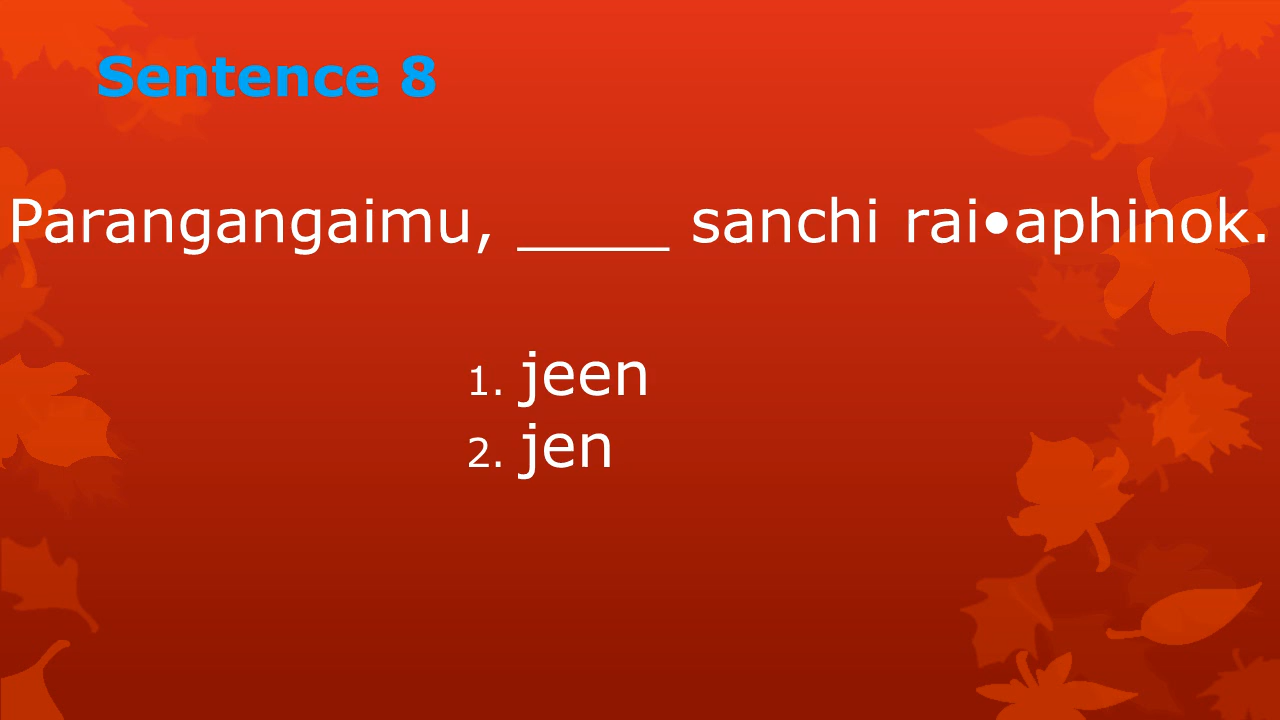 Sentence 8
Parangangaimu, ____ sanchi rai•aphinok.
1. jeen
2. jen